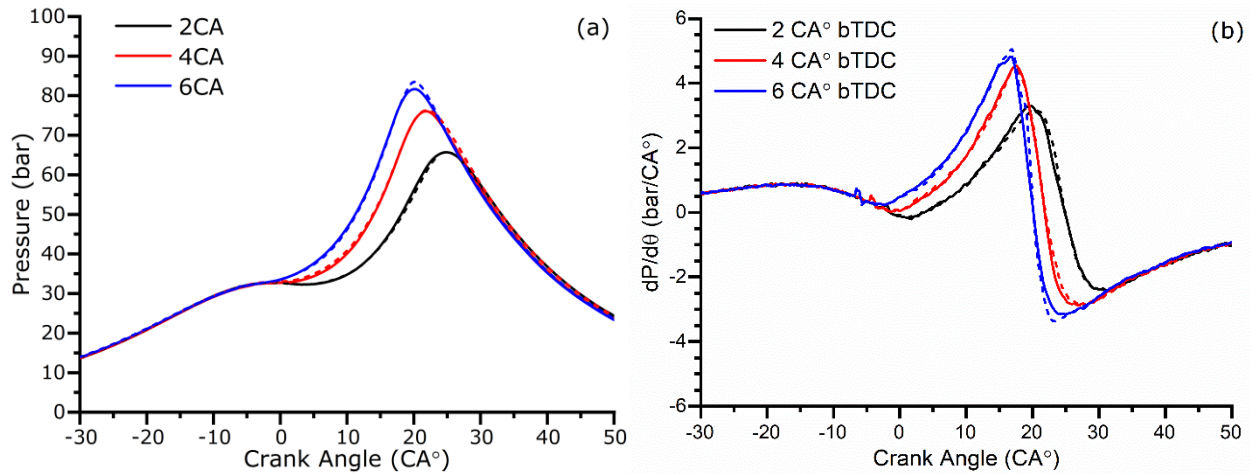 (a)
2CA
4CA
6CA
Pressure (bar)
100
90
80
70
60
50
40
30
20
10
0
-30 -20 -10 0 10 20 30 40 50
Crank Angle (CA°)
(b)
2 CA° bTDC
4 CA° bTDC
6 CA° bTDC
dP/dθ (bar/CA°)
6
4
2
0
-2
-4
-6
-30 -20 -10 0 10 20 30 40 50
Crank Angle (CA°)